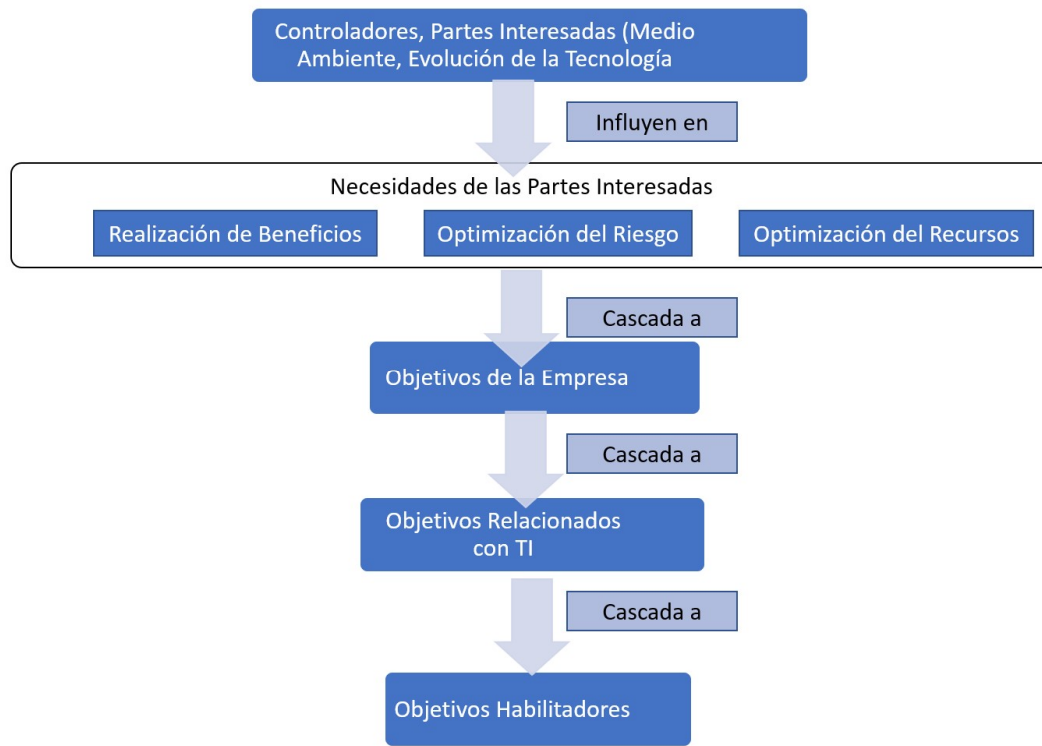 Controladores, Partes Interesadas (Medio
Ambiente, Evolución de la Tecnología
Influyen en
Necesidades de las Partes Interesadas
Realización de Beneficios
Optimización del Riesgo
Optimización del Recursos
Cascada a
Objetivos de la Empresa
Cascada a
Objetivos Relacionados
con TI
Cascada a
Objetivos Habilitadores